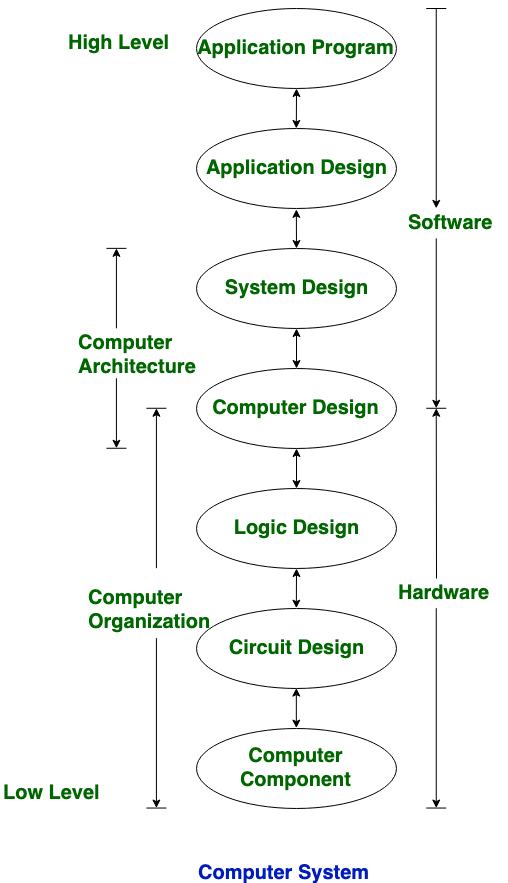 High Level
Application Program
Application Design
Software
System Design
Computer
Architecture
Computer Design
Logic Design
Hardware
Computer
Organization
Circuit Design
Computer
Component
Low Level
Computer System